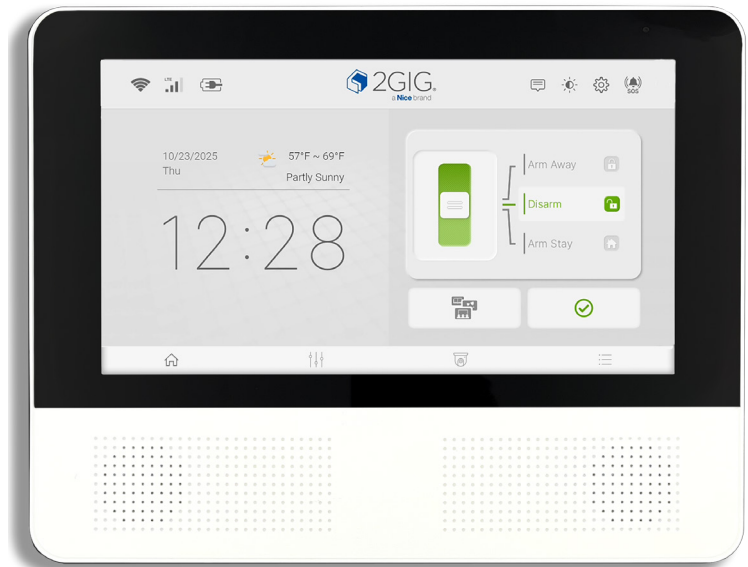 LTE
2GIG®
a Nice brand
SOS
10/23/2025
Thu
57°F ~ 69°F
Partly Sunny
12:28
Arm Away
Disarm
Arm Stay